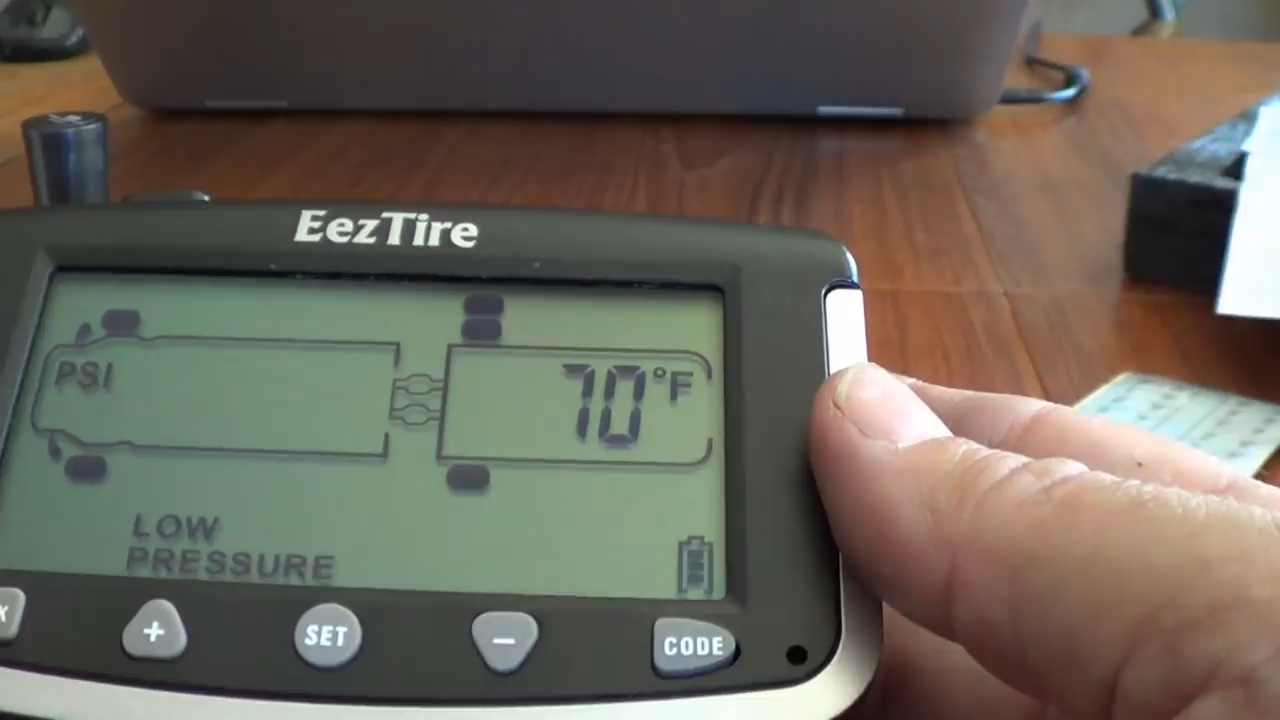 EezTire
PSI
70°F
LOW
PRESSURE
+
SET
−
CODE